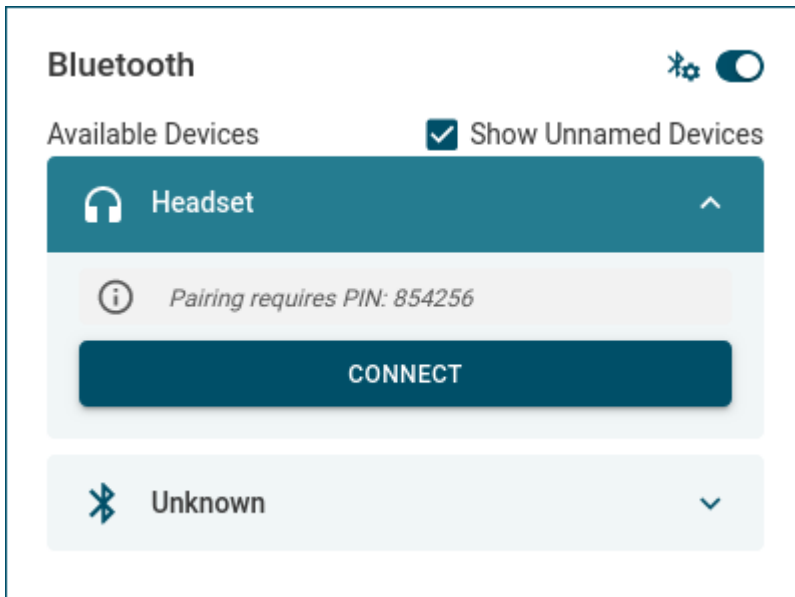 Bluetooth
Available Devices
Show Unnamed Devices
Headset
Pairing requires PIN: 854256
CONNECT
Unknown